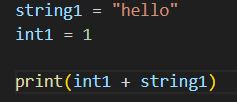 string1 = "hello"
int1 = 1
print(int1 + string1)